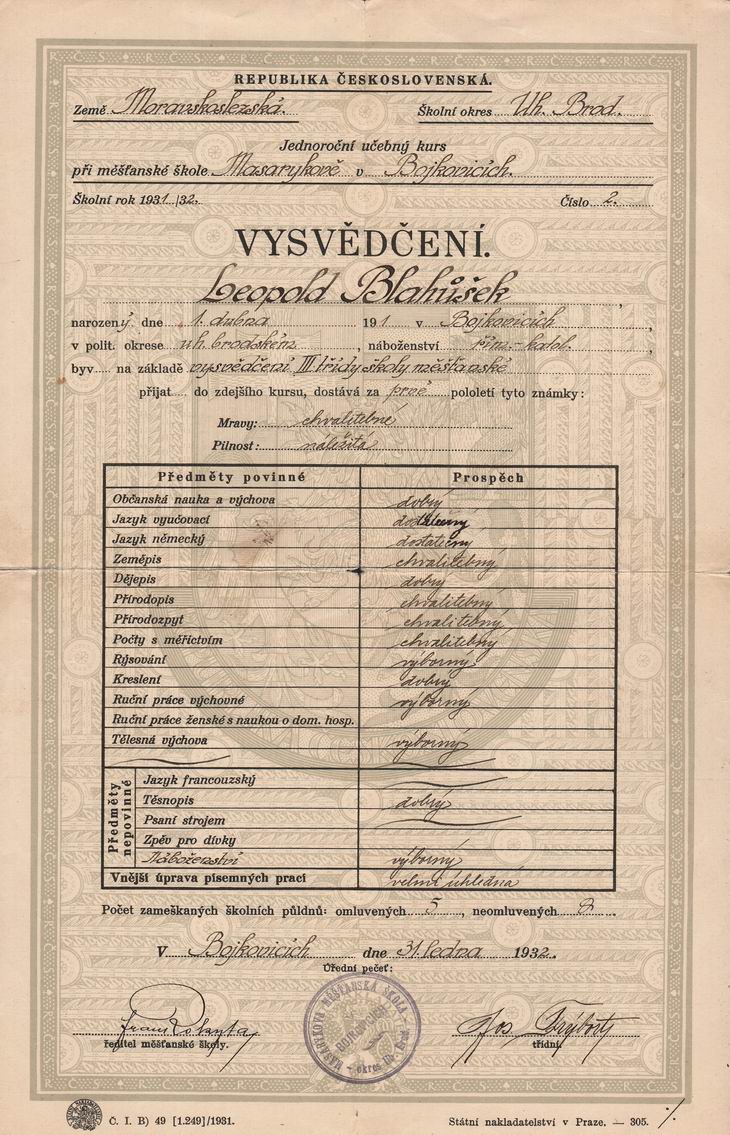 REPUBLIKA ČESKOSLOVENSKÁ.
Země Moravskoslezská. Školní okres Uh. Brod.
Jednoroční učebný kurs
při měšťanské škole Masarykově v Bojkovicích.
Školní rok 1931/32. Číslo 2.
VYSVĚDČENÍ.
Leopold Blahůšek
narozený dne 1. dubna 191 v Bojkovicích,
v polit. okrese uh. brodském, náboženství řím.-katol.,
byv na základě vysvědčení III třídy školy měšťanské
přijat do zdejšího kursu, dostává za prvé pololetí tyto známky:
Mravy: chvalitebné
Pilnost: náležitá
Předměty povinné Prospěch
Občanská nauka a výchova dobrý
Jazyk vyučovací
Jazyk německý dostatečný
Zeměpis chvalitebný
Dějepis dobrý
Přírodopis chvalitebný
Přírodozpyt chvalitebný
Počty s měřictvím chvalitebný
Rýsování výborný
Kreslení dobrý
Ruční práce výchovné výborný
Ruční práce ženské s naukou o dom. hosp.
Tělesná výchova výborný
Předměty nepovinné
Jazyk francouzský
Těsnopis dobrý
Psaní strojem
Zpěv pro dívky
Náboženství výborný
Vnější úprava písemných prací velmi úhledná
Počet zameškaných školních půldnů: omluvených 5, neomluvených
V Bojkovicích dne 31. ledna 1932.
Úřední pečeť:
MASARYKOVA MĚŠŤANSKÁ ŠKOLA
BOJKOVICE
ředitel měšťanské školy. třídní.
Č. I. B) 49 [1.249]/1931. Státní nakladatelství v Praze. — 305.